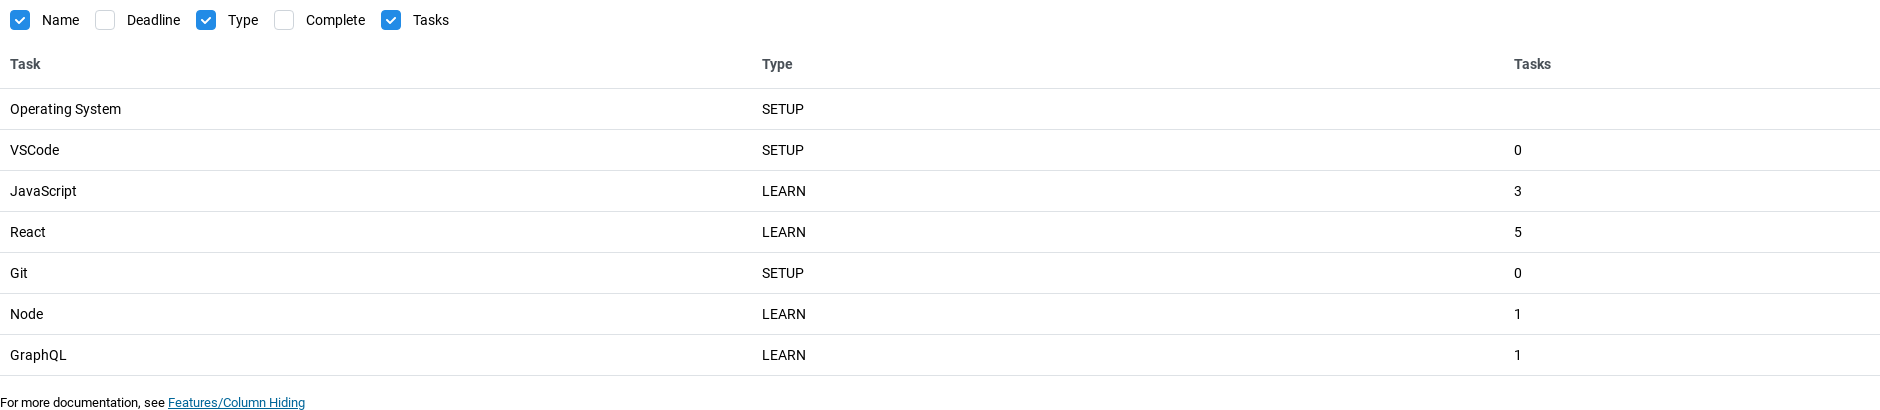 Name Deadline Type Complete Tasks
Task Type Tasks
Operating System SETUP
VSCode SETUP 0
JavaScript LEARN 3
React LEARN 5
Git SETUP 0
Node LEARN 1
GraphQL LEARN 1
For more documentation, see Features/Column Hiding